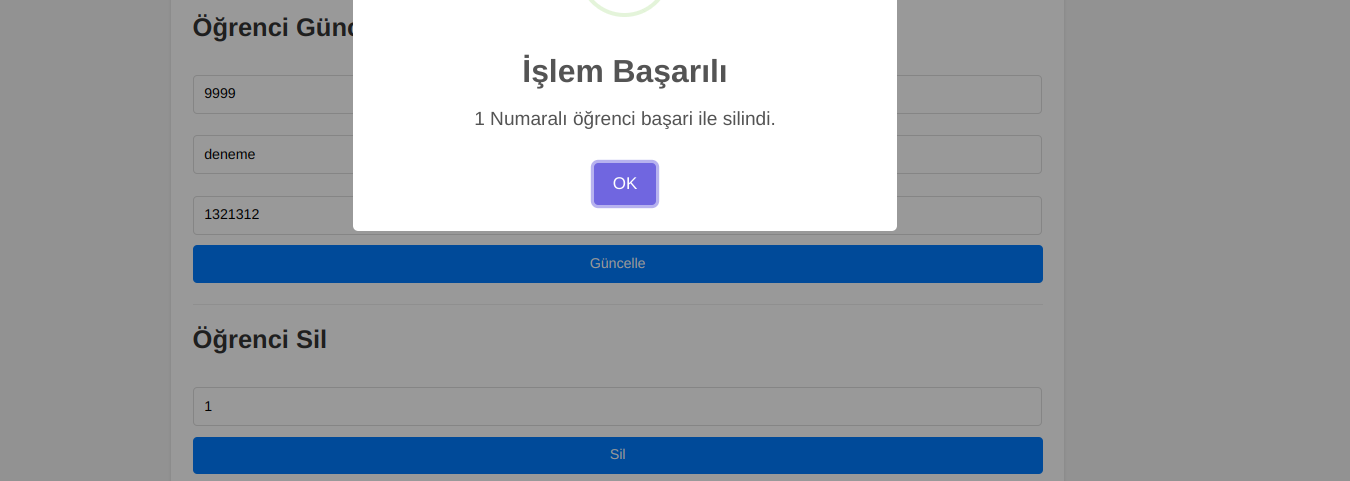 Öğrenci Günc
İşlem Başarılı
9999
1 Numaralı öğrenci başari ile silindi.
deneme
OK
1321312
Güncelle
Öğrenci Sil
1
Sil